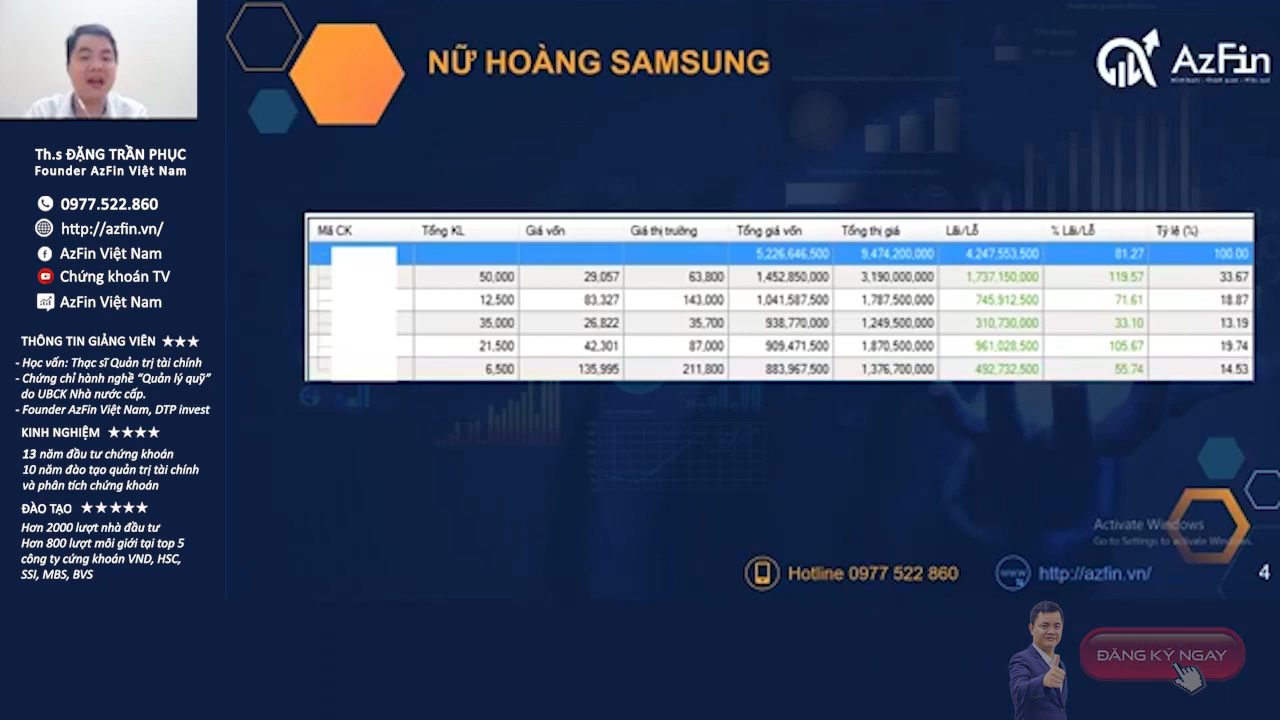 Th.s ĐẶNG TRẦN PHỤC
Founder AzFin Việt Nam
0977.522.860
http://azfin.vn/
AzFin Việt Nam
Chứng khoán TV
AzFin Việt Nam
THÔNG TIN GIẢNG VIÊN ★★★
- Học vấn: Thạc sĩ Quản trị tài chính
- Chứng chỉ hành nghề “Quản lý quỹ”
do UBCK Nhà nước cấp.
- Founder AzFin Việt Nam, DTP invest
KINH NGHIỆM ★★★★
13 năm đầu tư chứng khoán
10 năm đào tạo quản trị tài chính
và phân tích chứng khoán
ĐÀO TẠO ★★★★★
Hơn 2000 lượt nhà đầu tư
Hơn 800 lượt môi giới tại top 5
công ty cứng khoán VND, HSC,
SSI, MBS, BVS
NỮ HOÀNG SAMSUNG
AzFin
Mã CK Tổng KL Giá vốn Giá thị trường Tổng giá vốn Tổng thị giá Lãi/Lỗ % Lãi/Lỗ Tỷ lệ (%)
5,226,646,500 9,474,200,000 4,247,553,500 81.27 100.00
50,000 29,057 63,800 1,452,850,000 3,190,000,000 1,737,150,000 119.57 33.67
12,500 83,327 143,000 1,041,587,500 1,787,500,000 745,912,500 71.61 18.87
35,000 26,822 35,700 938,770,000 1,249,500,000 310,730,000 33.10 13.19
21,500 42,301 87,000 909,471,500 1,870,500,000 961,028,500 105.67 19.74
6,500 135,995 211,800 883,967,500 1,376,700,000 492,732,500 55.74 14.53
Activate Windows
Go to Settings to activate Windows.
Hotline 0977 522 860
www
http://azfin.vn/
4
ĐĂNG KÝ NGAY